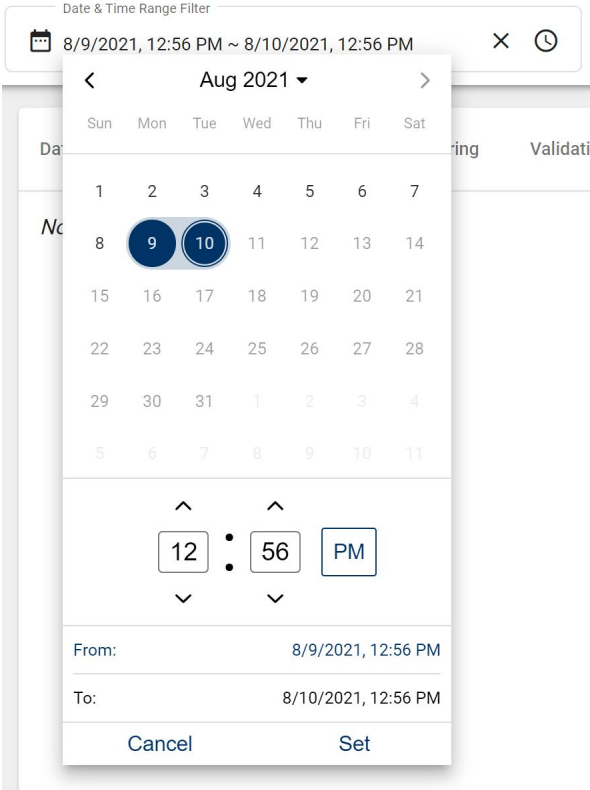 Date & Time Range Filter
8/9/2021, 12:56 PM ~ 8/10/2021, 12:56 PM
Aug 2021
Sun Mon Tue Wed Thu Fri Sat
1 2 3 4 5 6 7
8 9 10 11 12 13 14
15 16 17 18 19 20 21
22 23 24 25 26 27 28
29 30 31 1 2 3 4
5 6 7 8 9 10 11
12 : 56 PM
From: 8/9/2021, 12:56 PM
To: 8/10/2021, 12:56 PM
Cancel Set